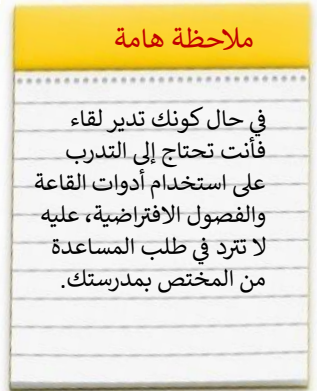 ملاحظة هامة
في حال كونك تدير لقاء
فأنت تحتاج إلى التدرب
على استخدام أدوات القاعة
والفصول الافتراضية، عليه
لا تترد في طلب المساعدة
من المختص بمدرستك.